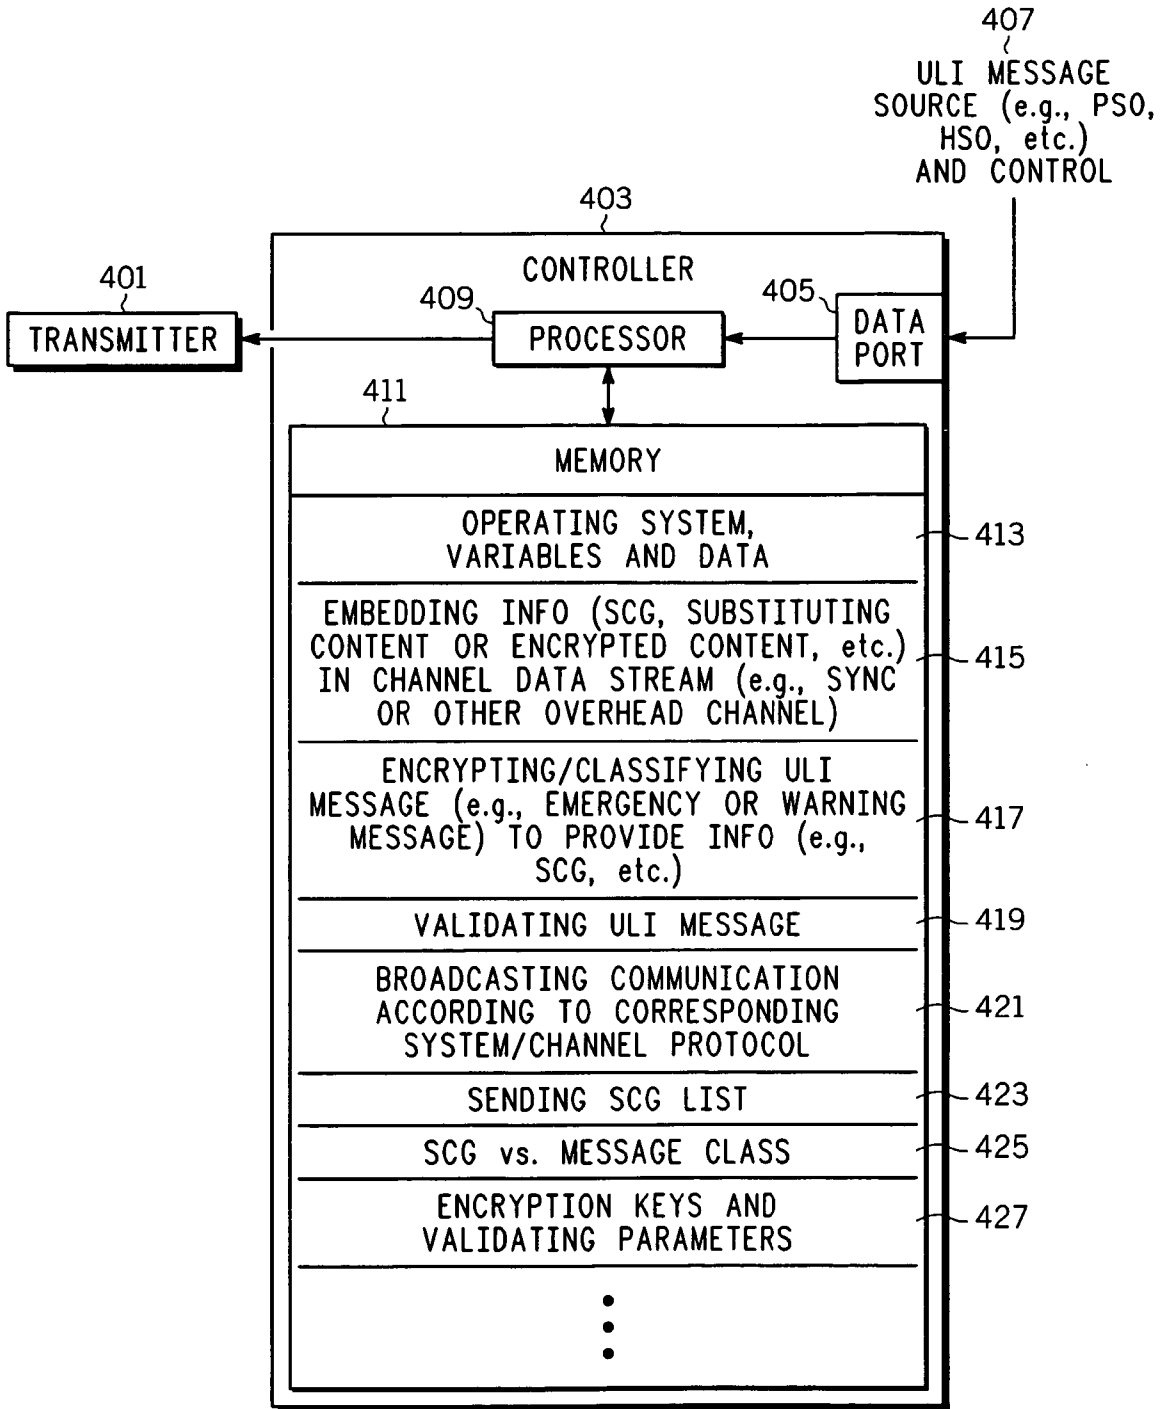 407
ULI MESSAGE
SOURCE (e.g., PSO,
HSO, etc.)
AND CONTROL
403
CONTROLLER
401
TRANSMITTER
409
PROCESSOR
405
DATA
PORT
411
MEMORY
OPERATING SYSTEM,
VARIABLES AND DATA
413
EMBEDDING INFO (SCG, SUBSTITUTING
CONTENT OR ENCRYPTED CONTENT, etc.)
IN CHANNEL DATA STREAM (e.g., SYNC
OR OTHER OVERHEAD CHANNEL)
415
ENCRYPTING/CLASSIFYING ULI
MESSAGE (e.g., EMERGENCY OR WARNING
MESSAGE) TO PROVIDE INFO (e.g.,
SCG, etc.)
417
VALIDATING ULI MESSAGE
419
BROADCASTING COMMUNICATION
ACCORDING TO CORRESPONDING
SYSTEM/CHANNEL PROTOCOL
421
SENDING SCG LIST
423
SCG vs. MESSAGE CLASS
425
ENCRYPTION KEYS AND
VALIDATING PARAMETERS
427